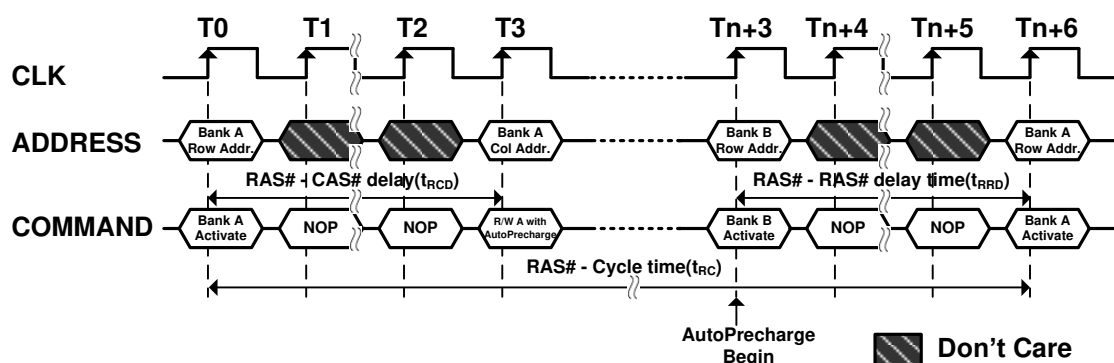 T0 T1 T2 T3 Tn+3 Tn+4 Tn+5 Tn+6
CLK
ADDRESS
Bank A
Row Addr.
Bank A
Col Addr.
Bank B
Row Addr.
Bank A
Row Addr.
RAS# - CAS# delay(tRCD)
RAS# - RAS# delay time(tRRD)
COMMAND
Bank A
Activate
NOP
NOP
R/W A with
AutoPrecharge
Bank B
Activate
NOP
NOP
Bank A
Activate
RAS# - Cycle time(tRC)
AutoPrecharge
Begin
Don't Care